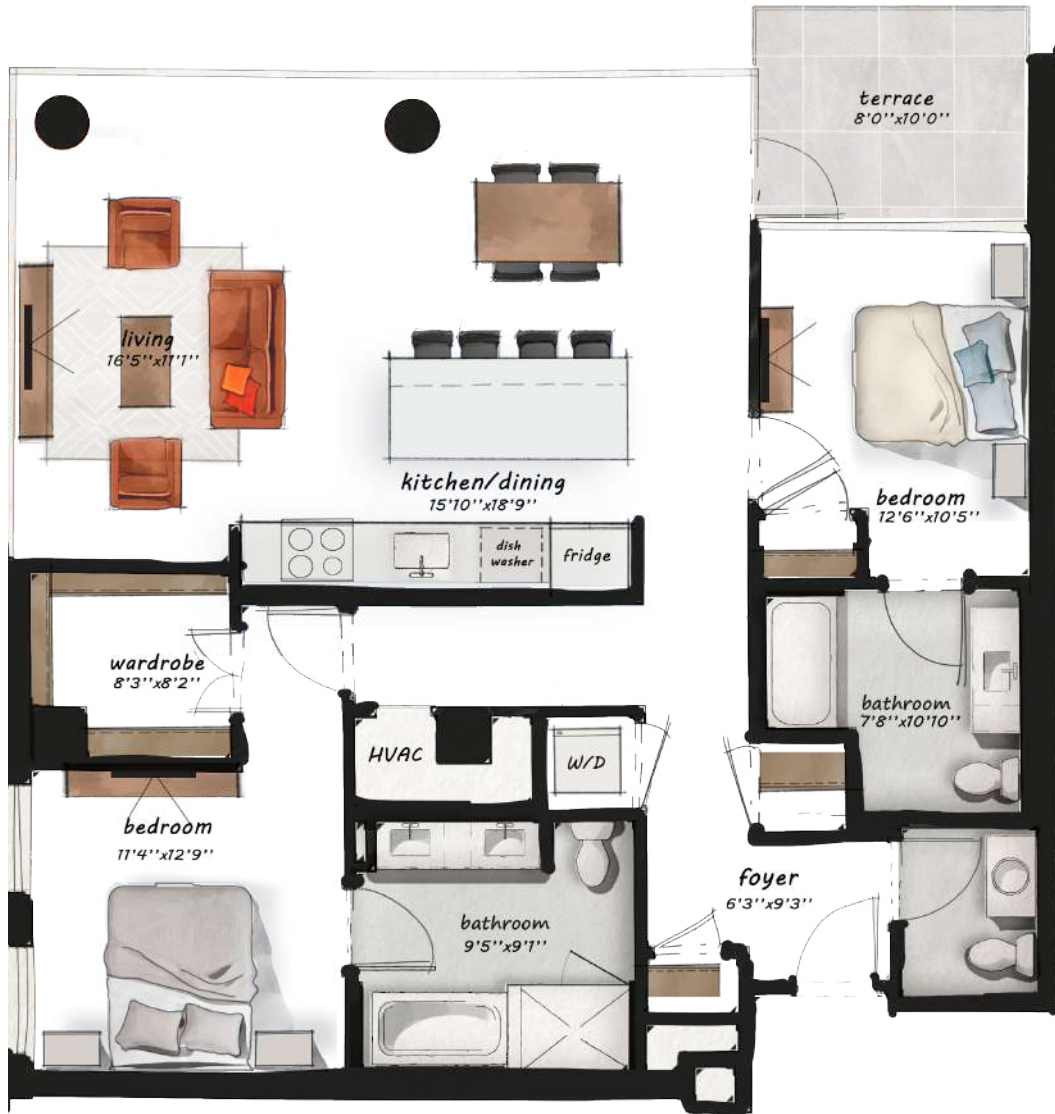 terrace
8'0''x10'0''
living
16'5''x11'1''
kitchen/dining
15'10''x18'9''
bedroom
12'6''x10'5''
dish
washer
fridge
wardrobe
8'3''x8'2''
bathroom
7'8''x10'10''
HVAC
W/D
bedroom
11'4''x12'9''
foyer
6'3''x9'3''
bathroom
9'5''x9'1''